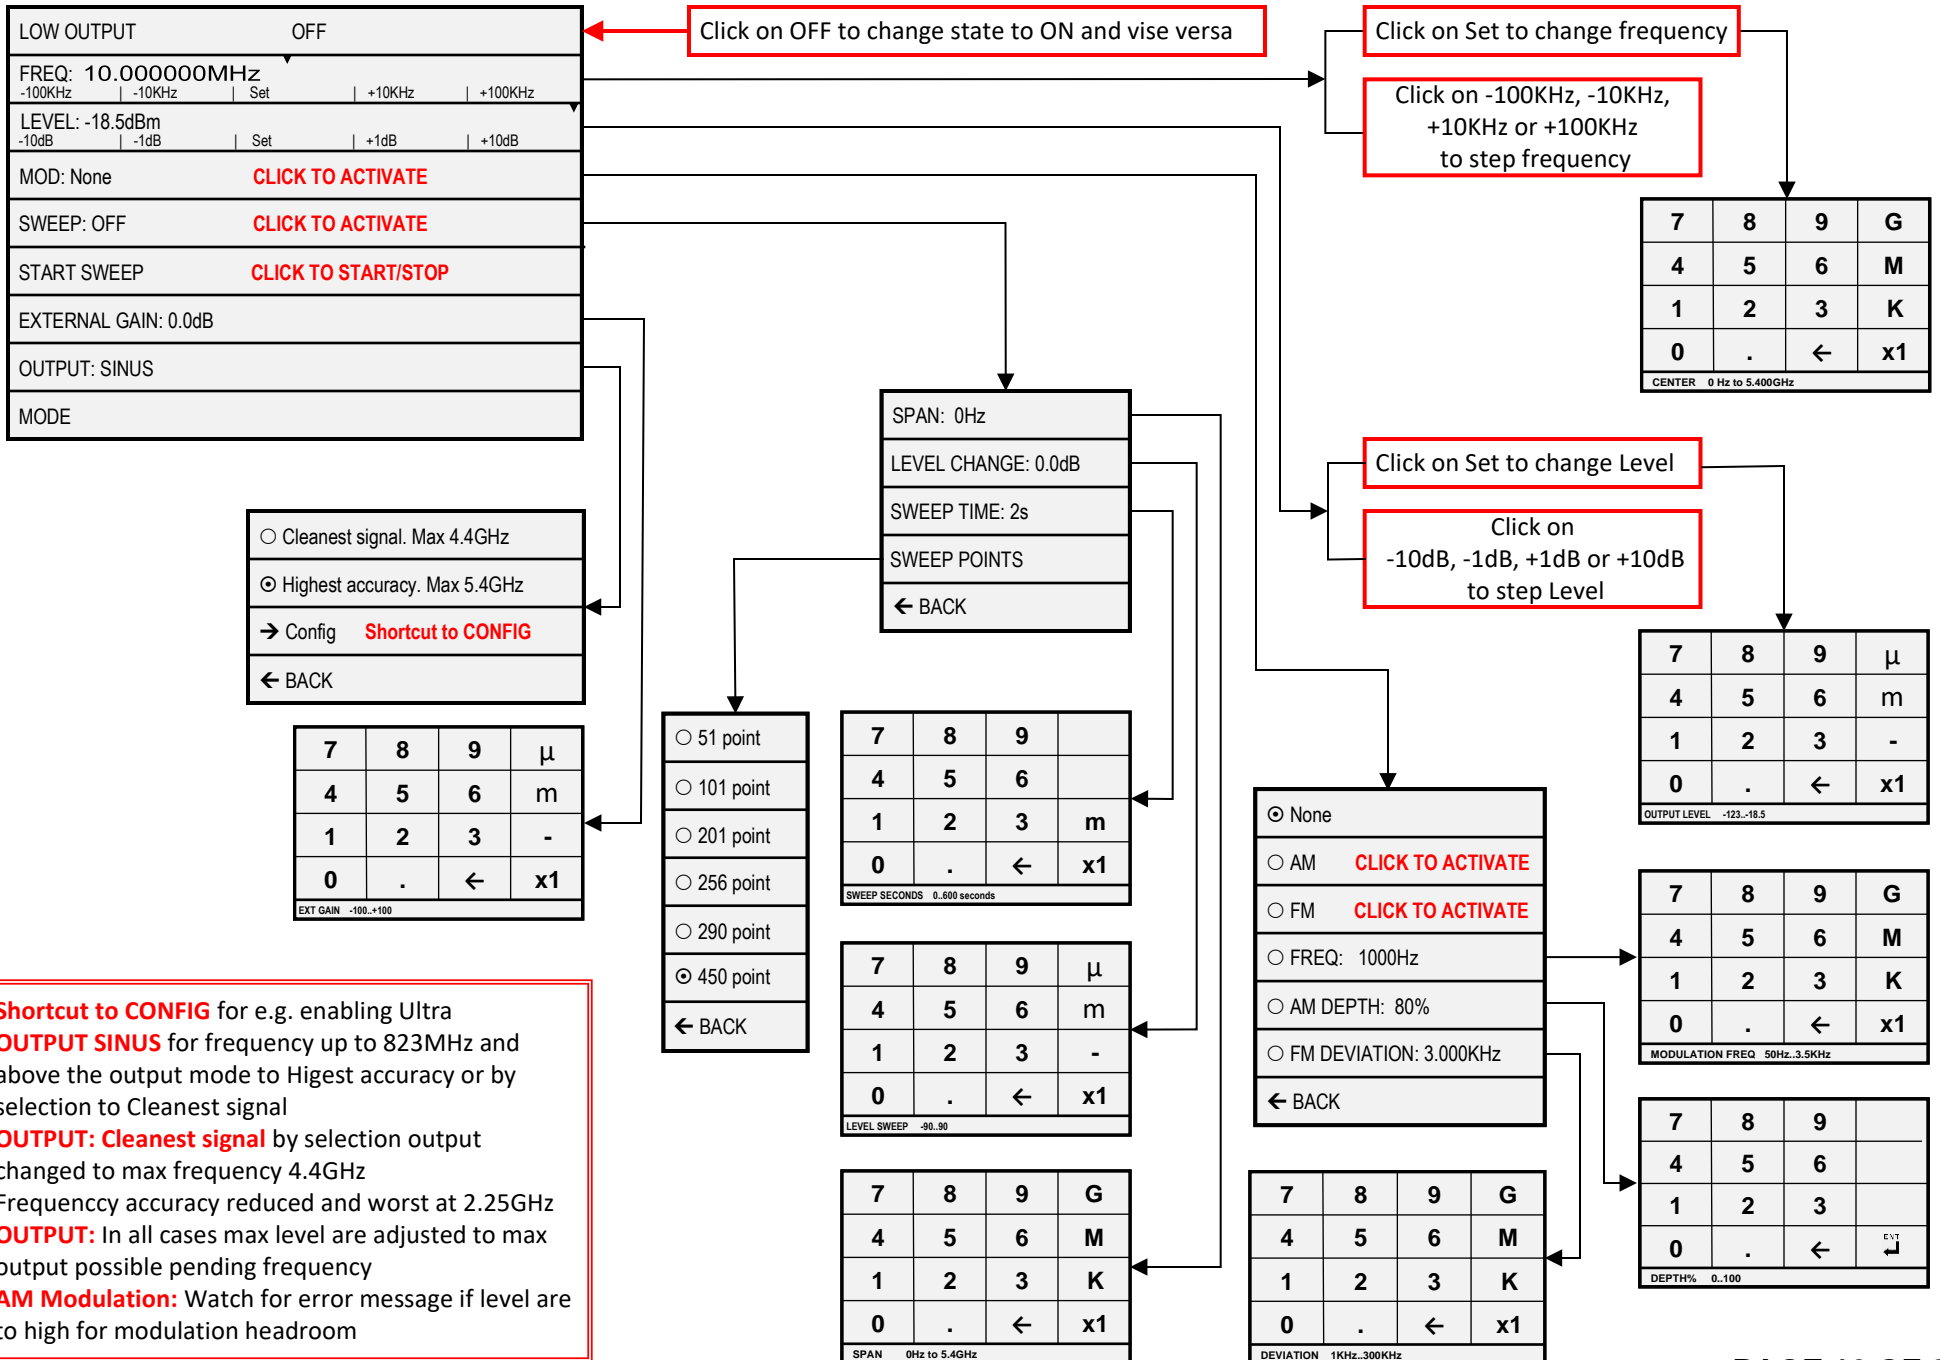 LOW OUTPUT OFF
FREQ: 10.000000MHz
-100KHz | -10KHz | Set | +10KHz | +100KHz
LEVEL: -18.5dBm
-10dB | -1dB | Set | +1dB | +10dB
MOD: None CLICK TO ACTIVATE
SWEEP: OFF CLICK TO ACTIVATE
START SWEEP CLICK TO START/STOP
EXTERNAL GAIN: 0.0dB
OUTPUT: SINUS
MODE
Click on OFF to change state to ON and vise versa
Click on Set to change frequency
Click on -100KHz, -10KHz,
+10KHz or +100KHz
to step frequency
7 8 9 G
4 5 6 M
1 2 3 K
0 . ← x1
CENTER 0 Hz to 5.400GHz
Click on Set to change Level
Click on
-10dB, -1dB, +1dB or +10dB
to step Level
7 8 9 µ
4 5 6 m
1 2 3 -
0 . ← x1
OUTPUT LEVEL -123..-18.5
SPAN: 0Hz
LEVEL CHANGE: 0.0dB
SWEEP TIME: 2s
SWEEP POINTS
← BACK
Cleanest signal. Max 4.4GHz
Highest accuracy. Max 5.4GHz
→ Config Shortcut to CONFIG
← BACK
7 8 9 µ
4 5 6 m
1 2 3 -
0 . ← x1
EXT GAIN -100..+100
51 point
101 point
201 point
256 point
290 point
450 point
← BACK
7 8 9
4 5 6
1 2 3 m
0 . ← x1
SWEEP SECONDS 0..600 seconds
7 8 9 µ
4 5 6 m
1 2 3 -
0 . ← x1
LEVEL SWEEP -90..90
7 8 9 G
4 5 6 M
1 2 3 K
0 . ← x1
SPAN 0Hz to 5.4GHz
None
AM CLICK TO ACTIVATE
FM CLICK TO ACTIVATE
FREQ: 1000Hz
AM DEPTH: 80%
FM DEVIATION: 3.000KHz
← BACK
7 8 9 G
4 5 6 M
1 2 3 K
0 . ← x1
MODULATION FREQ 50Hz..3.5KHz
7 8 9
4 5 6
1 2 3
0 . ← ENT
DEPTH% 0..100
7 8 9 G
4 5 6 M
1 2 3 K
0 . ← x1
DEVIATION 1KHz..300KHz
Shortcut to CONFIG for e.g. enabling Ultra
OUTPUT SINUS for frequency up to 823MHz and
above the output mode to Higest accuracy or by
selection to Cleanest signal
OUTPUT: Cleanest signal by selection output
changed to max frequency 4.4GHz
Frequenccy accuracy reduced and worst at 2.25GHz
OUTPUT: In all cases max level are adjusted to max
output possible pending frequency
AM Modulation: Watch for error message if level are
to high for modulation headroom